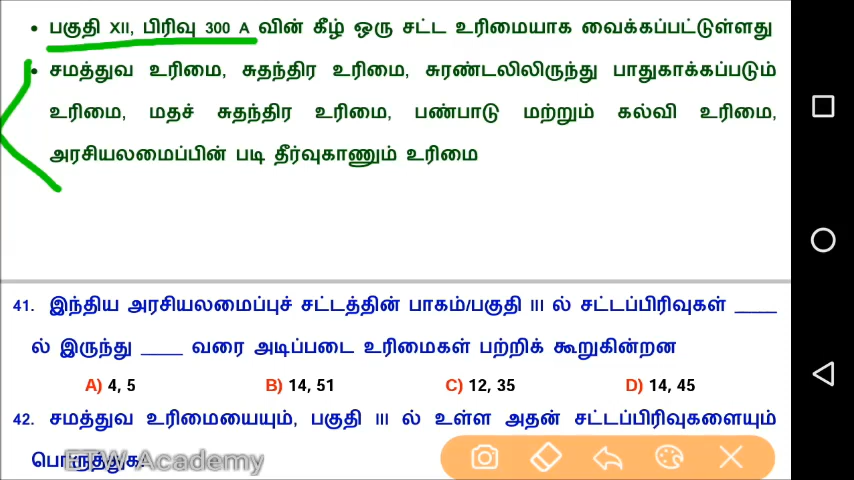 • பகுதி XII, பிரிவு 300 A வின் கீழ் ஒரு சட்ட உரிமையாக வைக்கப்பட்டுள்ளது
• சமத்துவ உரிமை, சுதந்திர உரிமை, சுரண்டலிலிருந்து பாதுகாக்கப்படும்
உரிமை, மதச் சுதந்திர உரிமை, பண்பாடு மற்றும் கல்வி உரிமை,
அரசியலமைப்பின் படி தீர்வுகாணும் உரிமை
41. இந்திய அரசியலமைப்புச் சட்டத்தின் பாகம்/பகுதி III ல் சட்டப்பிரிவுகள் _____
ல் இருந்து _____ வரை அடிப்படை உரிமைகள் பற்றிக் கூறுகின்றன
A) 4, 5 B) 14, 51 C) 12, 35 D) 14, 45
42. சமத்துவ உரிமையையும், பகுதி III ல் உள்ள அதன் சட்டப்பிரிவுகளையும்
பொருத்துக.
ETW Academy